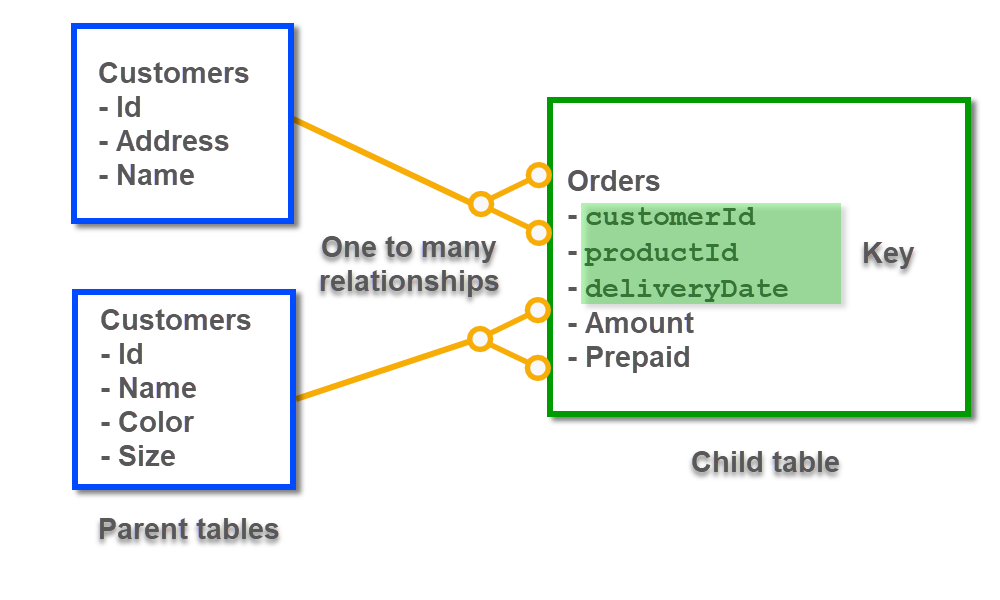 Customers
- Id
- Address
- Name
One to many
relationships
Customers
- Id
- Name
- Color
- Size
Parent tables
Orders
- customerId
- productId
- deliveryDate
- Amount
- Prepaid
Key
Child table